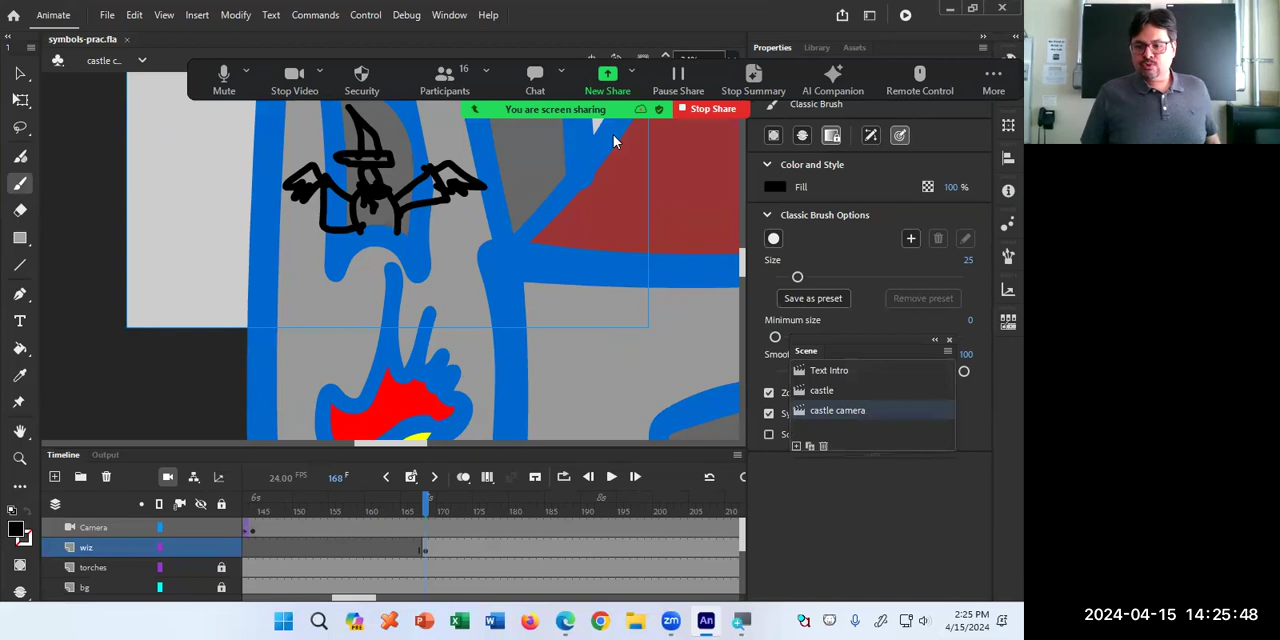 Animate
File
Edit
View
Insert
Modify
Text
Commands
Control
Debug
Window
Help
symbols-prac.fla
castle c...
Mute
Stop Video
Security
16
Participants
Chat
New Share
Pause Share
Stop Summary
AI Companion
Remote Control
More
You are screen sharing
Stop Share
Properties
Library
Assets
Classic Brush
Color and Style
Fill
100 %
Classic Brush Options
Size
25
Save as preset
Remove preset
Minimum size
0
Smoo
100
Scene
Text Intro
castle
castle camera
Timeline
Output
24.00 FPS
168 F
6s
8s
145 150 155 160 165 170 175 180 185 190 195 200 205 210
Camera
wiz
torches
bg
2:25 PM
4/15/2024
2024-04-15 14:25:48